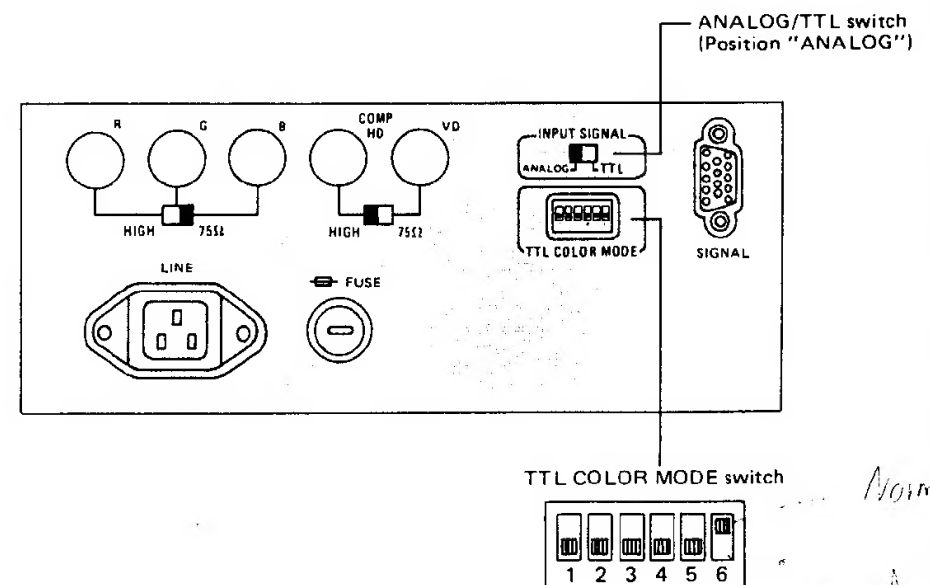 ANALOG/TTL switch
(Position "ANALOG")
R G B COMP HD VD
HIGH 75Ω
HIGH 75Ω
INPUT SIGNAL
ANALOG TTL
TTL COLOR MODE
SIGNAL
LINE
FUSE
TTL COLOR MODE switch
1 2 3 4 5 6